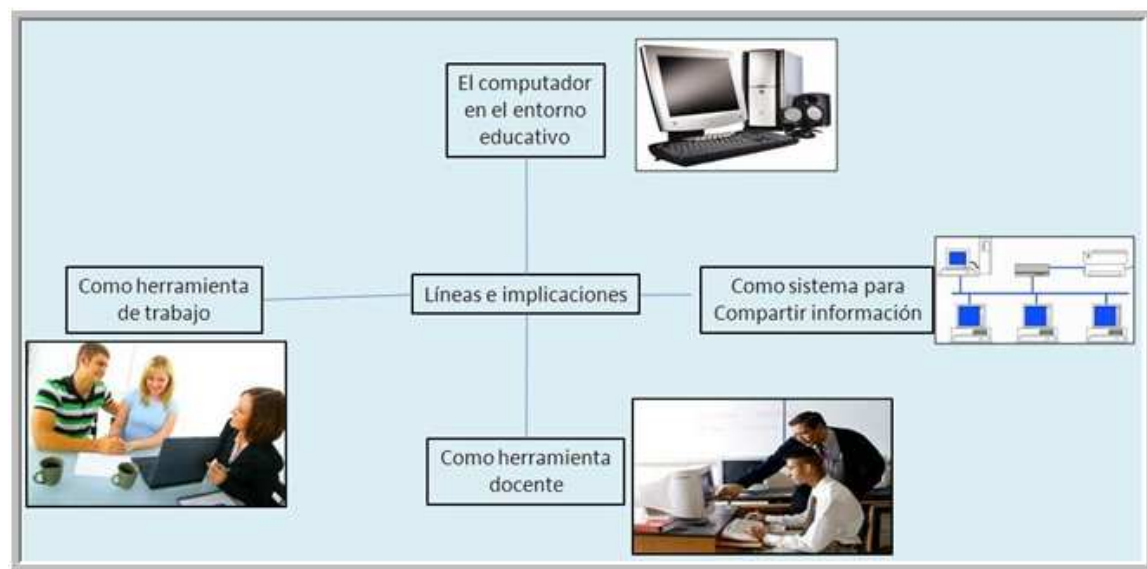 El computador
en el entorno
educativo
Como herramienta
de trabajo
Líneas e implicaciones
Como sistema para
Compartir información
Como herramienta
docente